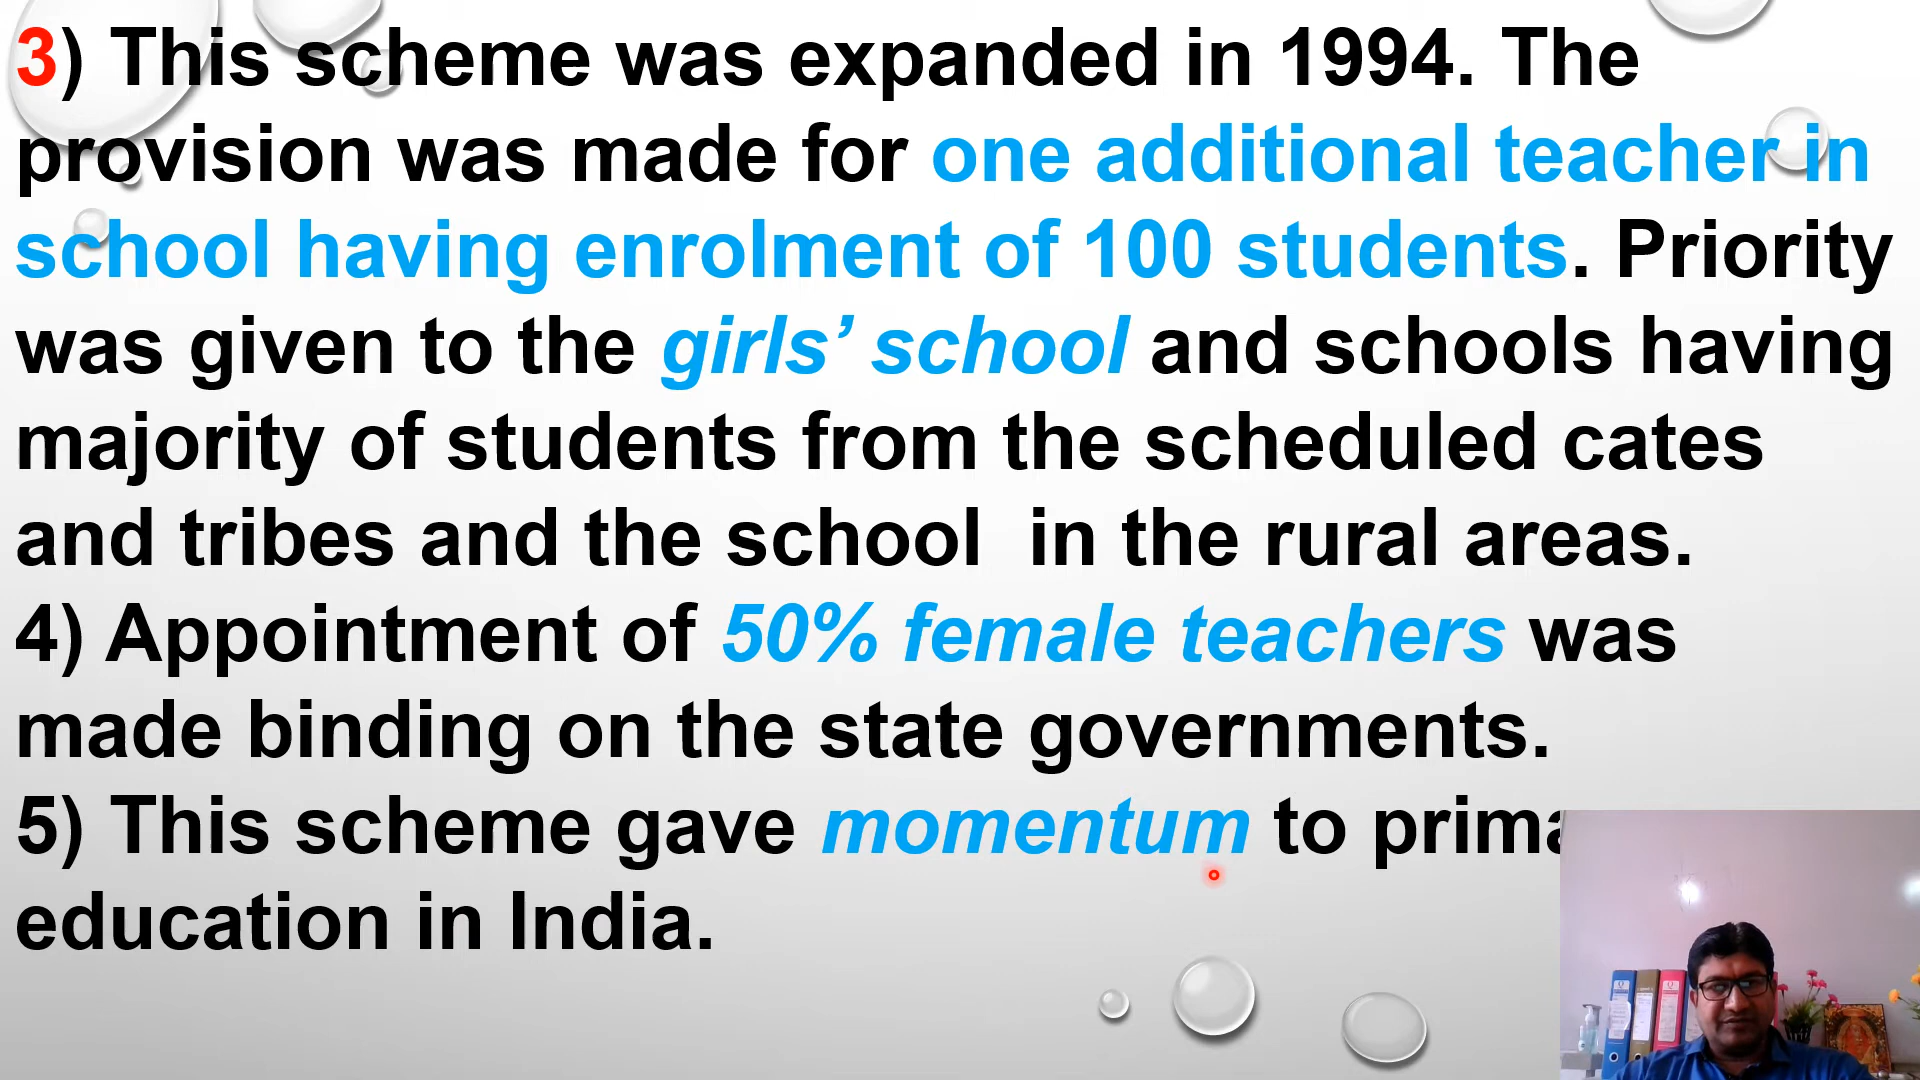 3) This scheme was expanded in 1994. The
provision was made for one additional teacher in
school having enrolment of 100 students. Priority
was given to the girls’ school and schools having
majority of students from the scheduled cates
and tribes and the school in the rural areas.
4) Appointment of 50% female teachers was
made binding on the state governments.
5) This scheme gave momentum to
education in India.